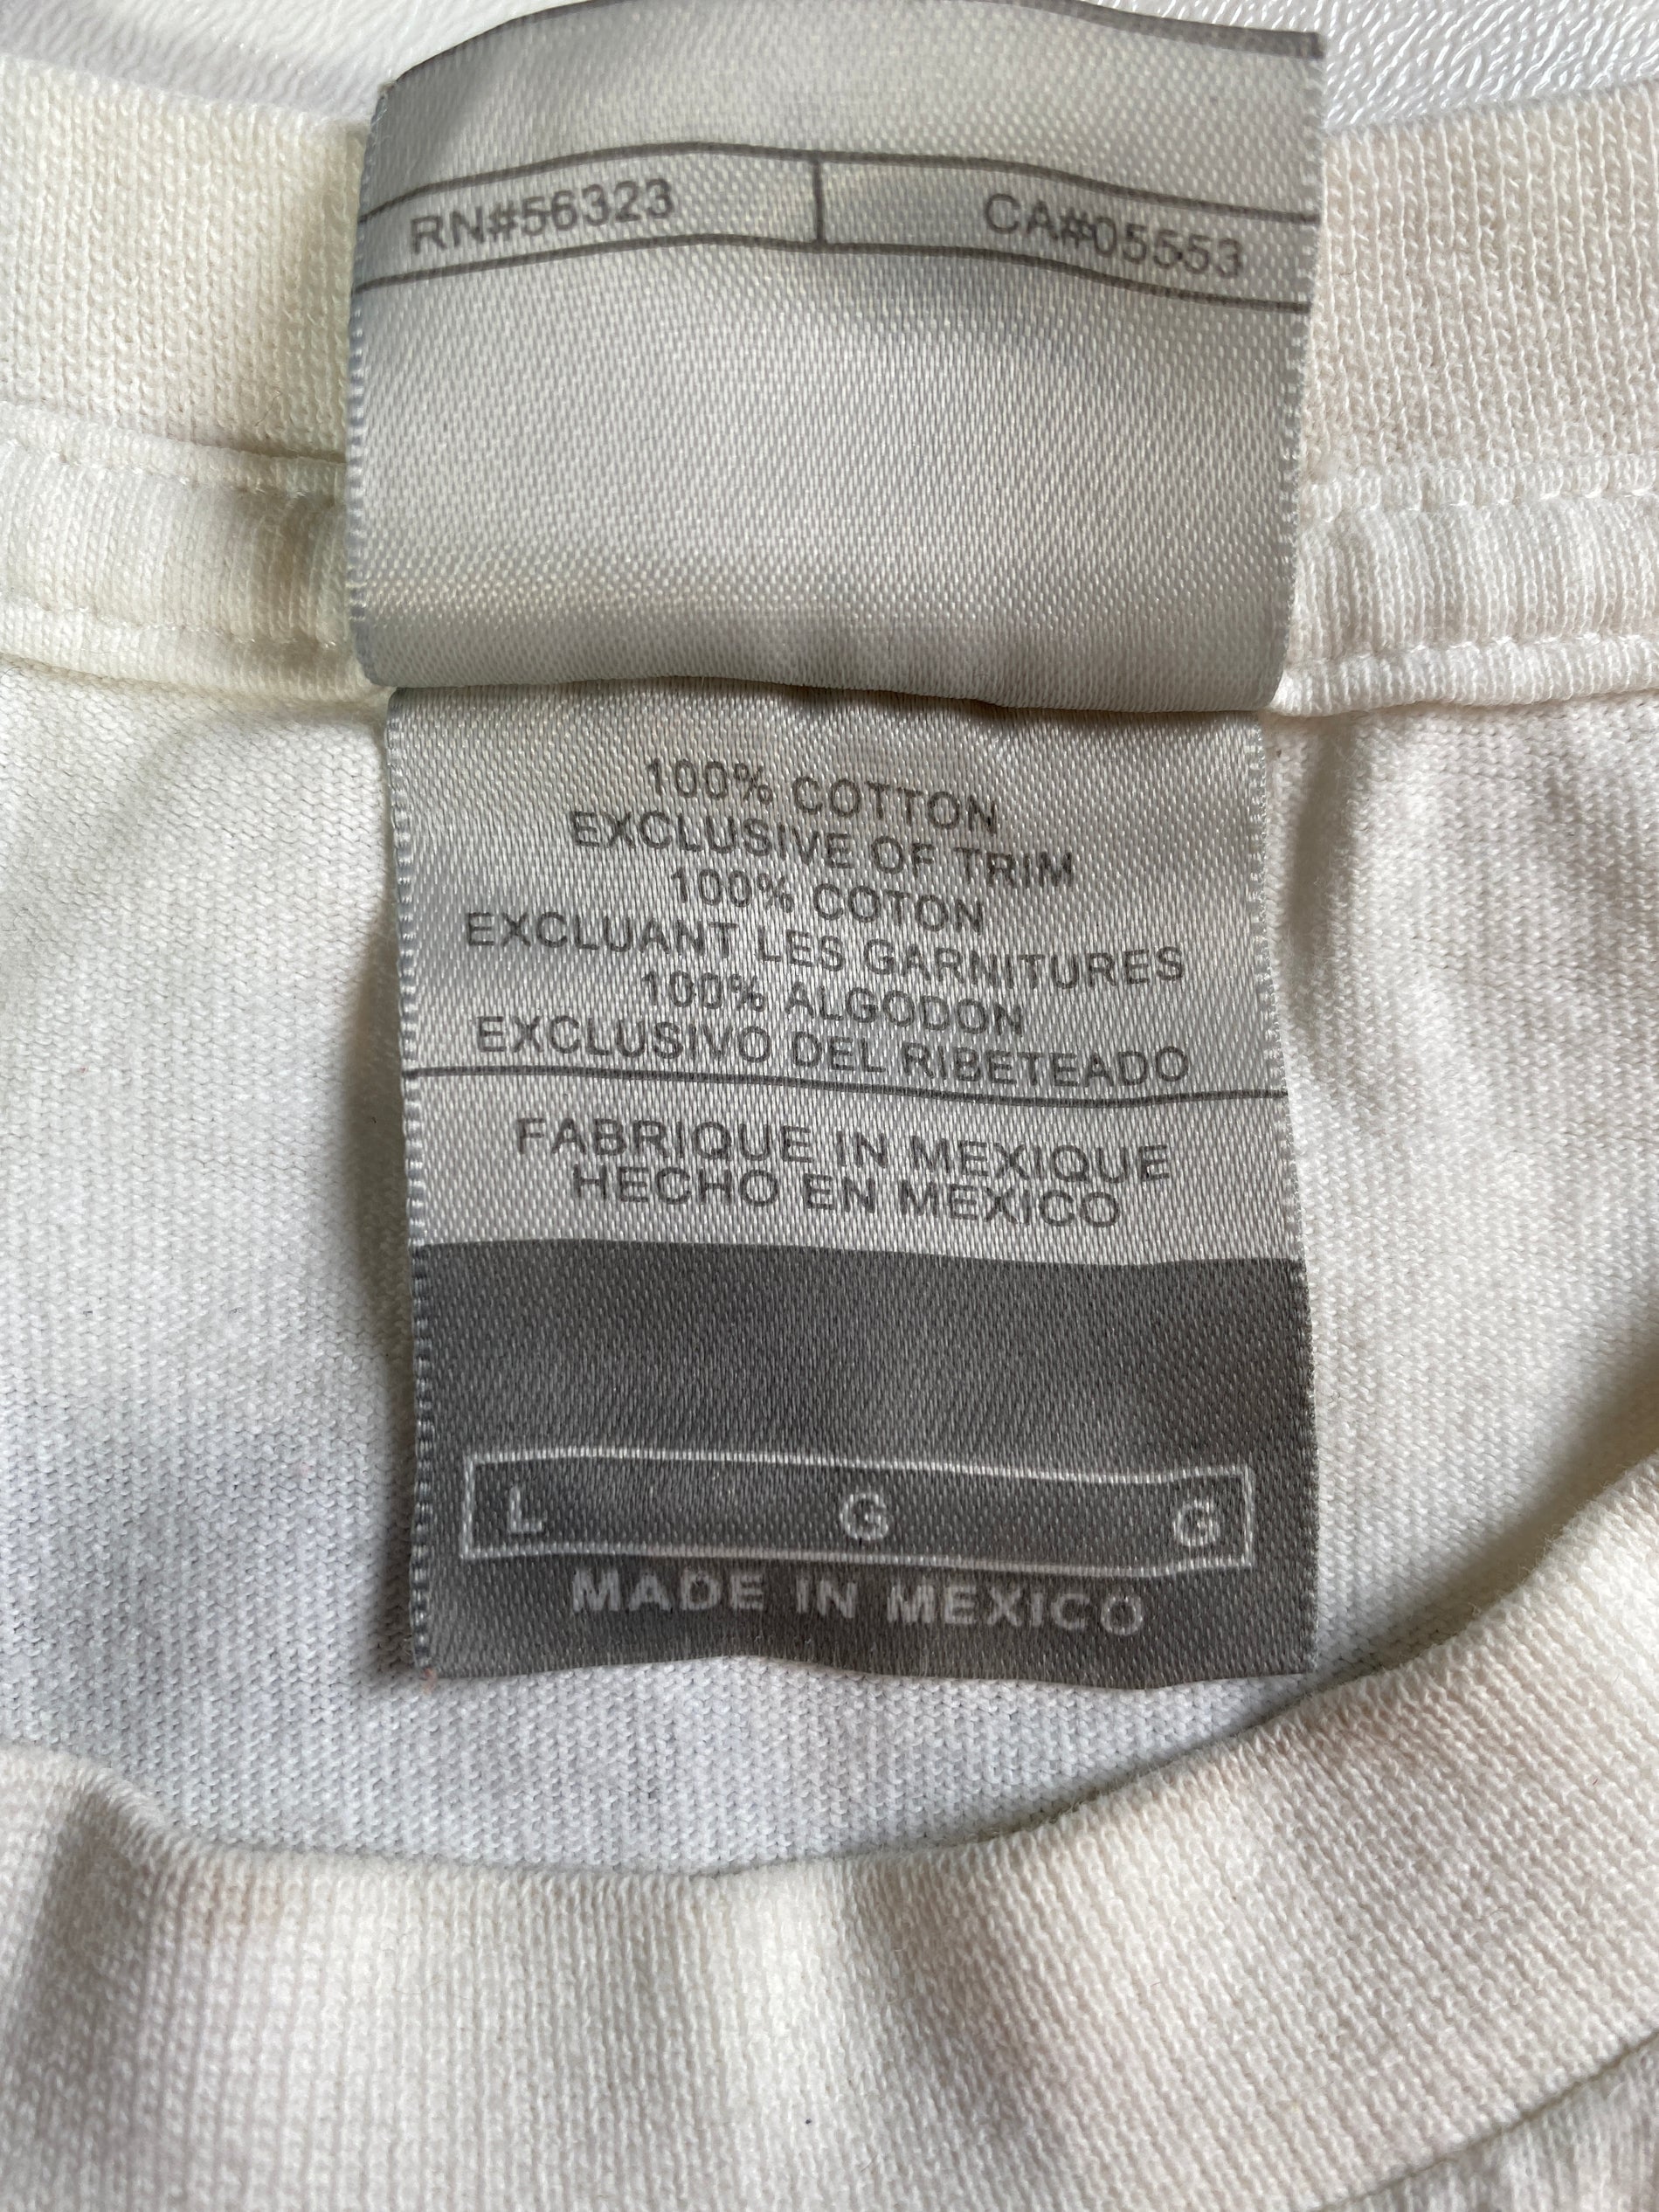 RN#56323 CA#05553
100% COTTON
EXCLUSIVE OF TRIM
100% COTON
EXCLUANT LES GARNITURES
100% ALGODON
EXCLUSIVO DEL RIBETEADO
FABRIQUE IN MEXIQUE
HECHO EN MEXICO
L G G
MADE IN MEXICO